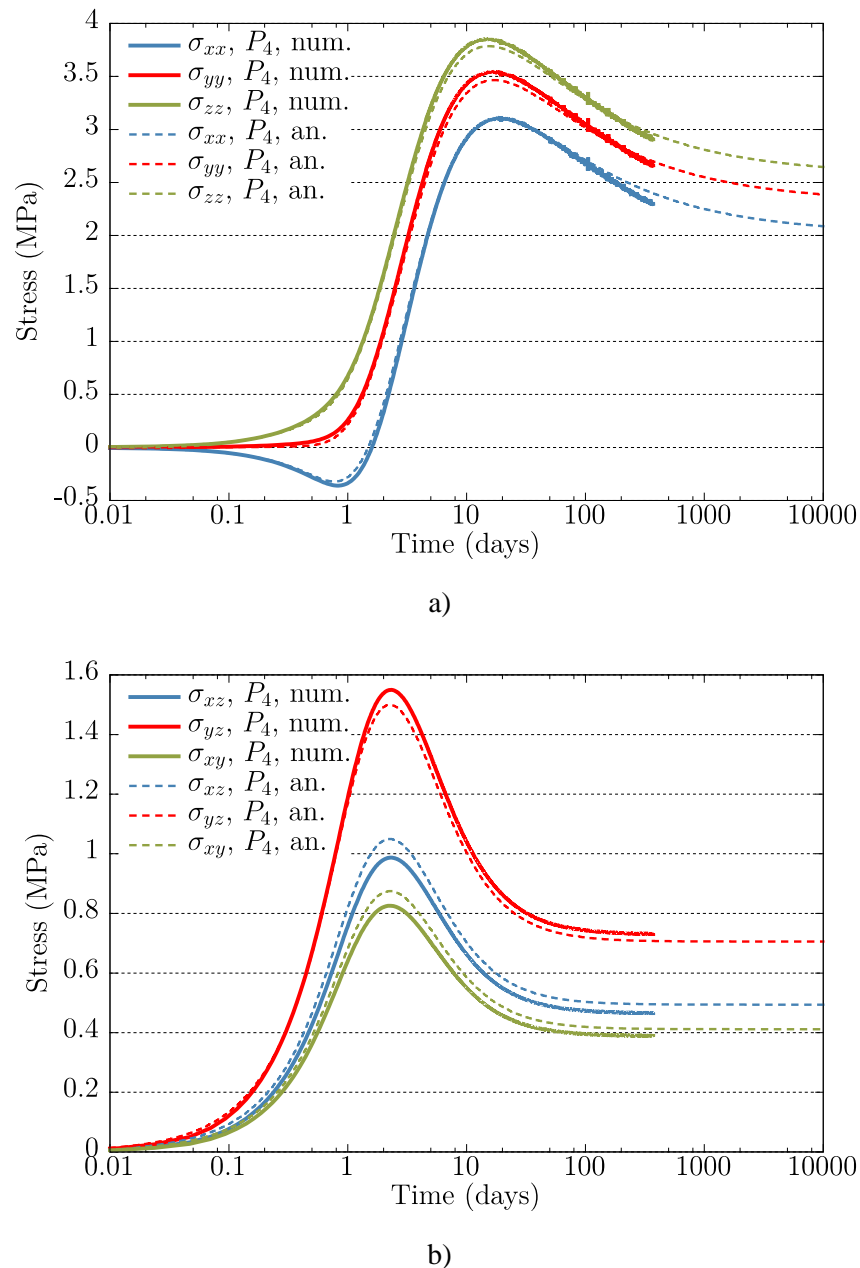 4
3.5
3
2.5
2
1.5
1
0.5
0
-0.5
Stress (MPa)
σxx, P4, num.
σyy, P4, num.
σzz, P4, num.
σxx, P4, an.
σyy, P4, an.
σzz, P4, an.
0.01 0.1 1 10 100 1000 10000
Time (days)
a)
1.6
1.4
1.2
1
0.8
0.6
0.4
0.2
0
Stress (MPa)
σxz, P4, num.
σyz, P4, num.
σxy, P4, num.
σxz, P4, an.
σyz, P4, an.
σxy, P4, an.
0.01 0.1 1 10 100 1000 10000
Time (days)
b)